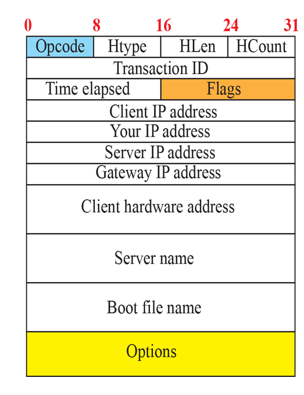 0 8 16 24 31
Opcode Htype HLen HCount
Transaction ID
Time elapsed Flags
Client IP address
Your IP address
Server IP address
Gateway IP address
Client hardware address
Server name
Boot file name
Options